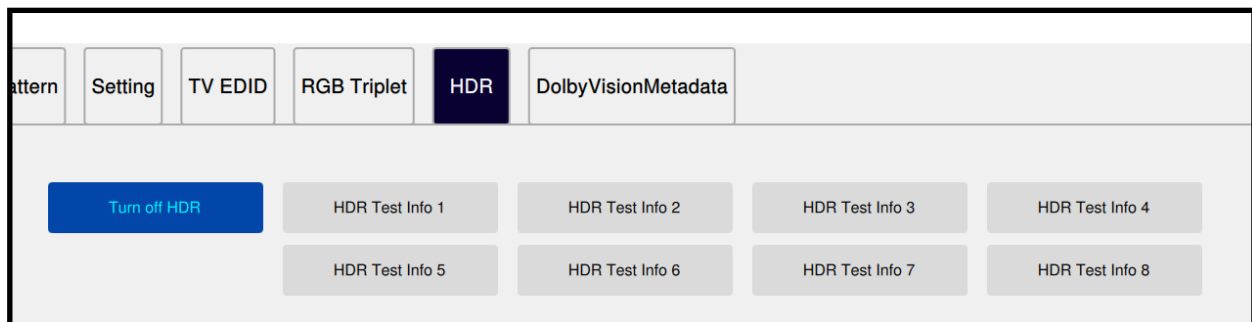 attern Setting TV EDID RGB Triplet HDR DolbyVisionMetadata
Turn off HDR HDR Test Info 1 HDR Test Info 2 HDR Test Info 3 HDR Test Info 4
HDR Test Info 5 HDR Test Info 6 HDR Test Info 7 HDR Test Info 8